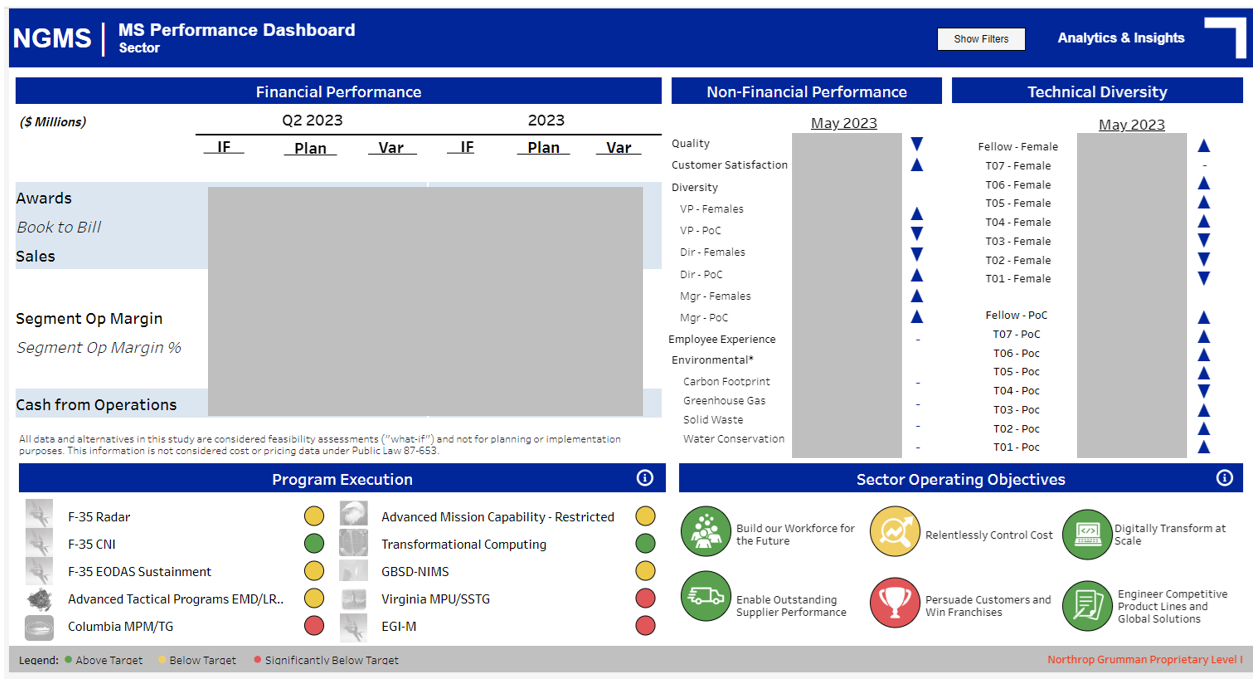 NGMS
MS Performance Dashboard
Sector
Show Filters
Analytics & Insights
Financial Performance
($ Millions)
Q2 2023
2023
IF
Plan
Var
IF
Plan
Var
Awards
Book to Bill
Sales
Segment Op Margin
Segment Op Margin %
Cash from Operations
All data and alternatives in this study are considered feasibility assessments ("what-if") and not for planning or implementation
purposes. This information is not considered cost or pricing data under Public Law 87-653.
Non-Financial Performance
May 2023
Quality
Customer Satisfaction
Diversity
VP - Females
VP - PoC
Dir - Females
Dir - PoC
Mgr - Females
Mgr - PoC
Employee Experience
-
Environmental*
Carbon Footprint
-
Greenhouse Gas
-
Solid Waste
-
Water Conservation
-
Technical Diversity
May 2023
Fellow - Female
T07 - Female
-
T06 - Female
T05 - Female
T04 - Female
T03 - Female
T02 - Female
T01 - Female
Fellow - PoC
T07 - PoC
T06 - Poc
T05 - Poc
T04 - Poc
T03 - Poc
T02 - Poc
T01 - Poc
Program Execution
F-35 Radar
F-35 CNI
F-35 EODAS Sustainment
Advanced Tactical Programs EMD/LR..
Columbia MPM/TG
Advanced Mission Capability - Restricted
Transformational Computing
GBSD-NIMS
Virginia MPU/SSTG
EGI-M
Sector Operating Objectives
Build our Workforce for
the Future
Relentlessly Control Cost
Digitally Transform at
Scale
Enable Outstanding
Supplier Performance
Persuade Customers and
Win Franchises
Engineer Competitive
Product Lines and
Global Solutions
Legend:
Above Target
Below Target
Significantly Below Target
Northrop Grumman Proprietary Level I